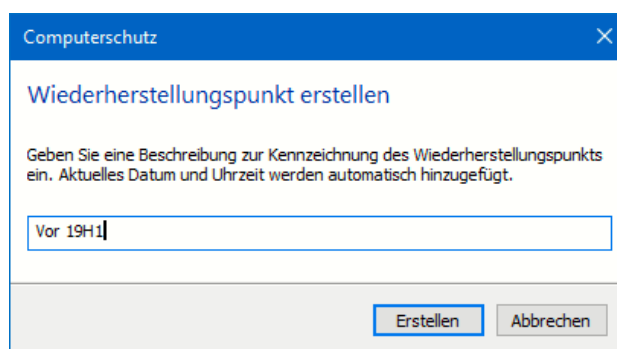 Computerschutz
Wiederherstellungspunkt erstellen
Geben Sie eine Beschreibung zur Kennzeichnung des Wiederherstellungspunkts
ein. Aktuelles Datum und Uhrzeit werden automatisch hinzugefügt.
Vor 19H1
Erstellen Abbrechen